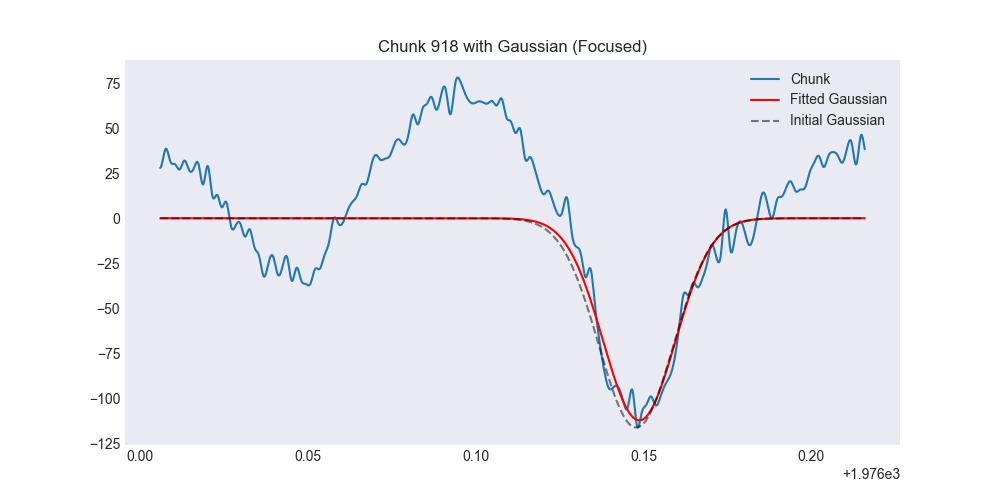 Chunk 918 with Gaussian (Focused)
Chunk
Fitted Gaussian
Initial Gaussian
75
50
25
0
−25
−50
−75
−100
−125
0.00 0.05 0.10 0.15 0.20
+1.976e3